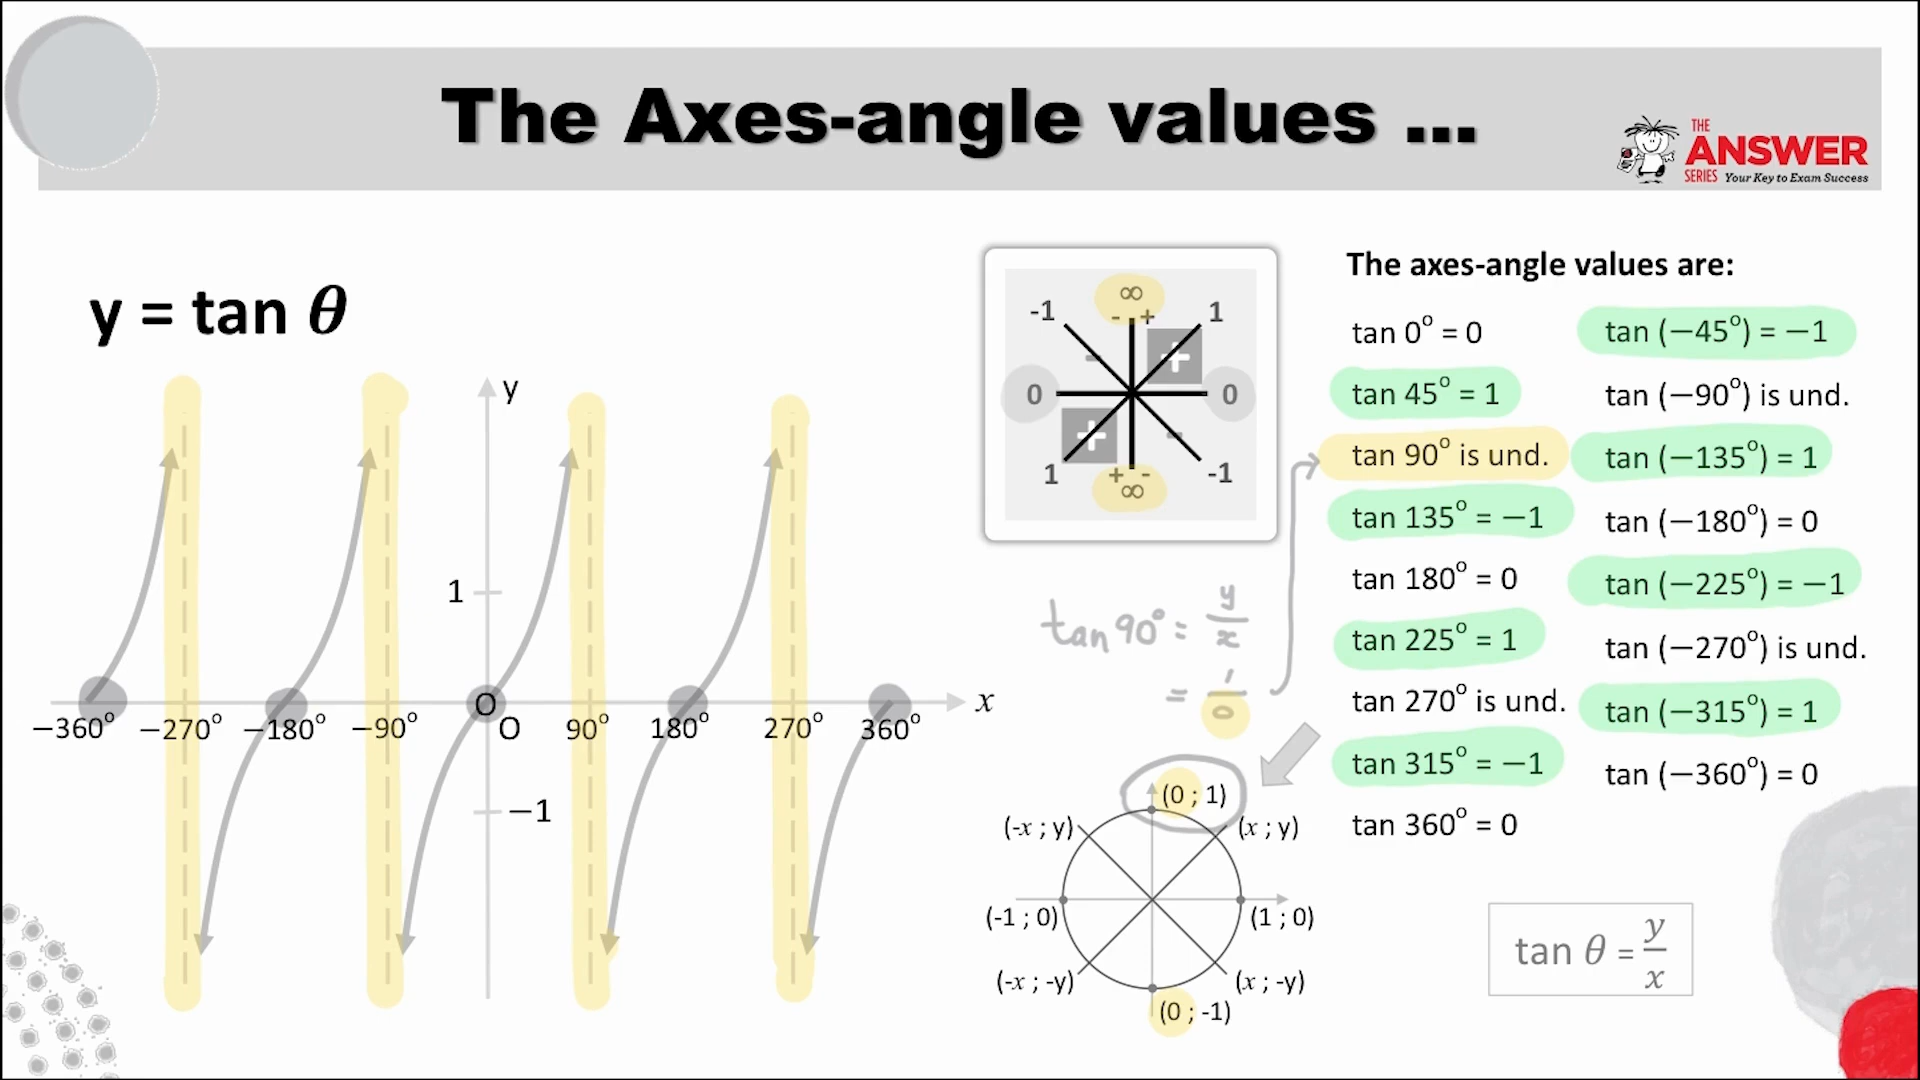 The Axes-angle values ...
THE
ANSWER
SERIES Your Key to Exam Success
y = tan θ
y
1
O
x
−360° −270° −180° −90° O 90° 180° 270° 360°
−1
∞
-1 - + 1
- +
0 0
+ -
1 + - -1
∞
tan 90° = y/x
= 1/0
(0 ; 1)
(-x ; y) (x ; y)
(-1 ; 0) (1 ; 0)
(-x ; -y) (x ; -y)
(0 ; -1)
The axes-angle values are:
tan 0° = 0
tan 45° = 1
tan 90° is und.
tan 135° = −1
tan 180° = 0
tan 225° = 1
tan 270° is und.
tan 315° = −1
tan 360° = 0
tan (−45°) = −1
tan (−90°) is und.
tan (−135°) = 1
tan (−180°) = 0
tan (−225°) = −1
tan (−270°) is und.
tan (−315°) = 1
tan (−360°) = 0
tan θ = y/x